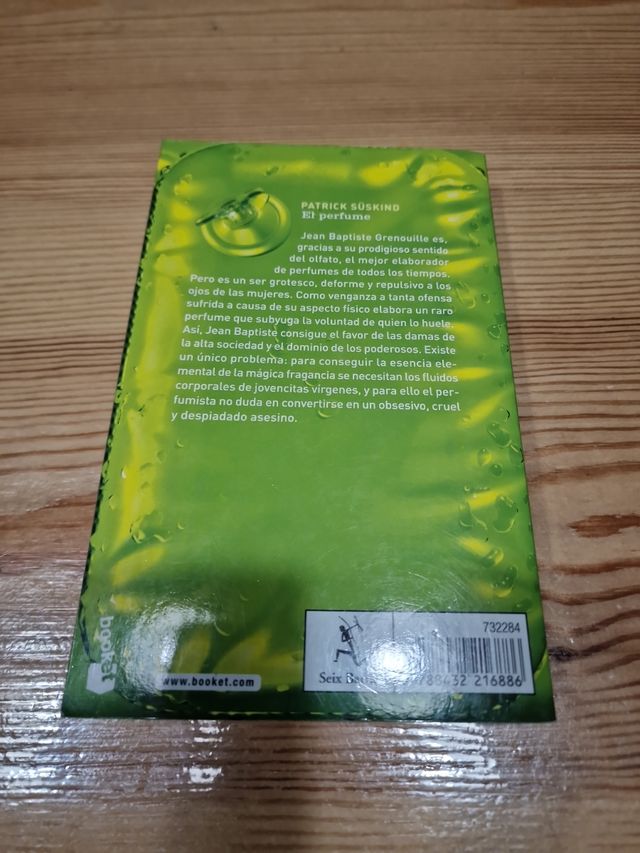 PATRICK SÜSKIND
El perfume
Jean Baptiste Grenouille es,
gracias a su prodigioso sentido
del olfato, el mejor elaborador
de perfumes de todos los tiempos.
Pero es un ser grotesco, deforme y repulsivo a los
ojos de las mujeres. Como venganza a tanta ofensa
sufrida a causa de su aspecto físico elabora un raro
perfume que subyuga la voluntad de quien lo huele.
Así, Jean Baptiste consigue el favor de las damas de
la alta sociedad y el dominio de los poderosos. Existe
un único problema: para conseguir la esencia ele-
mental de la mágica fragancia se necesitan los fluidos
corporales de jovencitas vírgenes, y para ello el per-
fumista no duda en convertirse en un obsesivo, cruel
y despiadado asesino.
booket
www.booket.com
732284
Seix
788432 216886